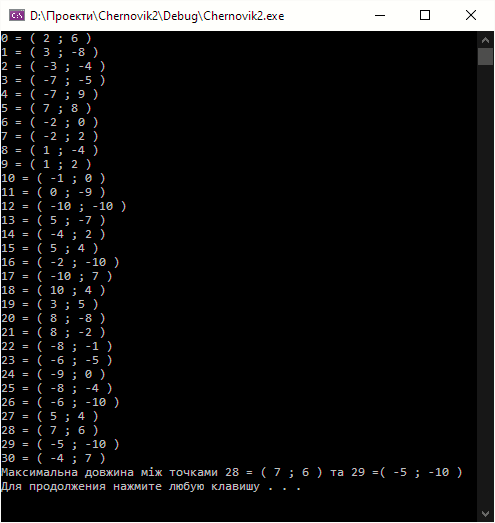 D:\Проекти\Chernovik2\Debug\Chernovik2.exe
0 = ( 2 ; 6 )
1 = ( 3 ; -8 )
2 = ( -3 ; -4 )
3 = ( -7 ; -5 )
4 = ( -7 ; 9 )
5 = ( 7 ; 8 )
6 = ( -2 ; 0 )
7 = ( -2 ; 2 )
8 = ( 1 ; -4 )
9 = ( 1 ; 2 )
10 = ( -1 ; 0 )
11 = ( 0 ; -9 )
12 = ( -10 ; -10 )
13 = ( 5 ; -7 )
14 = ( -4 ; 2 )
15 = ( 5 ; 4 )
16 = ( -2 ; -10 )
17 = ( -10 ; 7 )
18 = ( 10 ; 4 )
19 = ( 3 ; 5 )
20 = ( 8 ; -8 )
21 = ( 8 ; -2 )
22 = ( -8 ; -1 )
23 = ( -6 ; -5 )
24 = ( -9 ; 0 )
25 = ( -8 ; -4 )
26 = ( -6 ; -10 )
27 = ( 5 ; 4 )
28 = ( 7 ; 6 )
29 = ( -5 ; -10 )
30 = ( -4 ; 7 )
Максимальна довжина між точками 28 = ( 7 ; 6 ) та 29 =( -5 ; -10 )
Для продолжения нажмите любую клавишу . . .